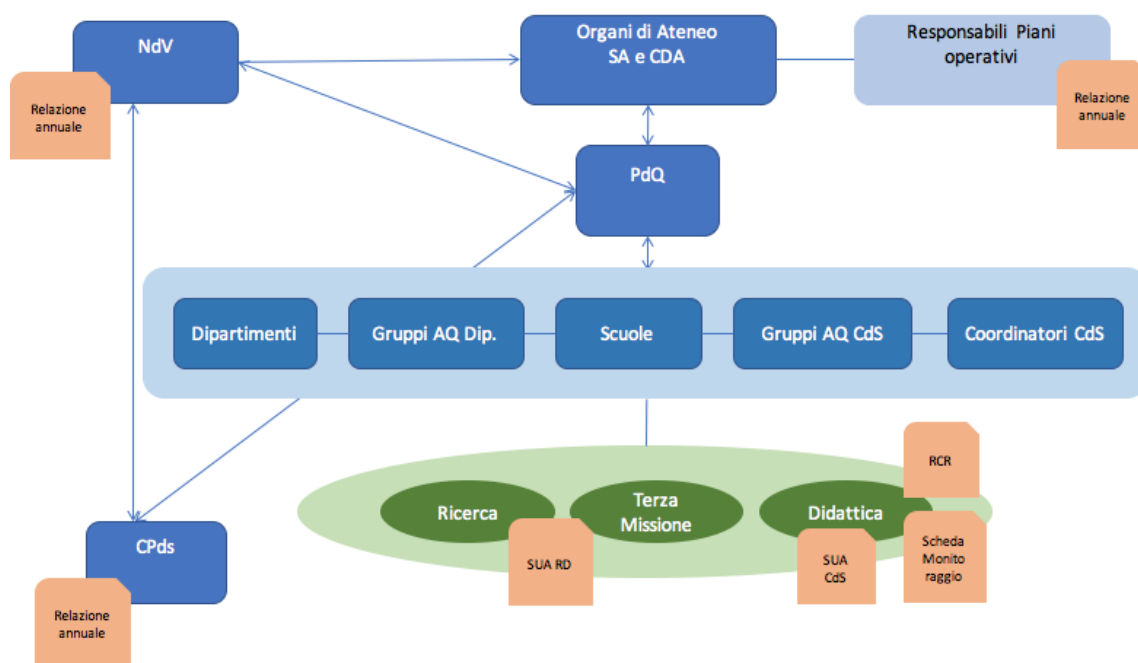 NdV
Organi di Ateneo
SA e CDA
Responsabili Piani
operativi
Relazione
annuale
Relazione
annuale
PdQ
Dipartimenti
Gruppi AQ Dip.
Scuole
Gruppi AQ CdS
Coordinatori CdS
RCR
Ricerca
Terza
Missione
Didattica
CPds
SUA RD
SUA
CdS
Scheda
Monito
raggio
Relazione
annuale